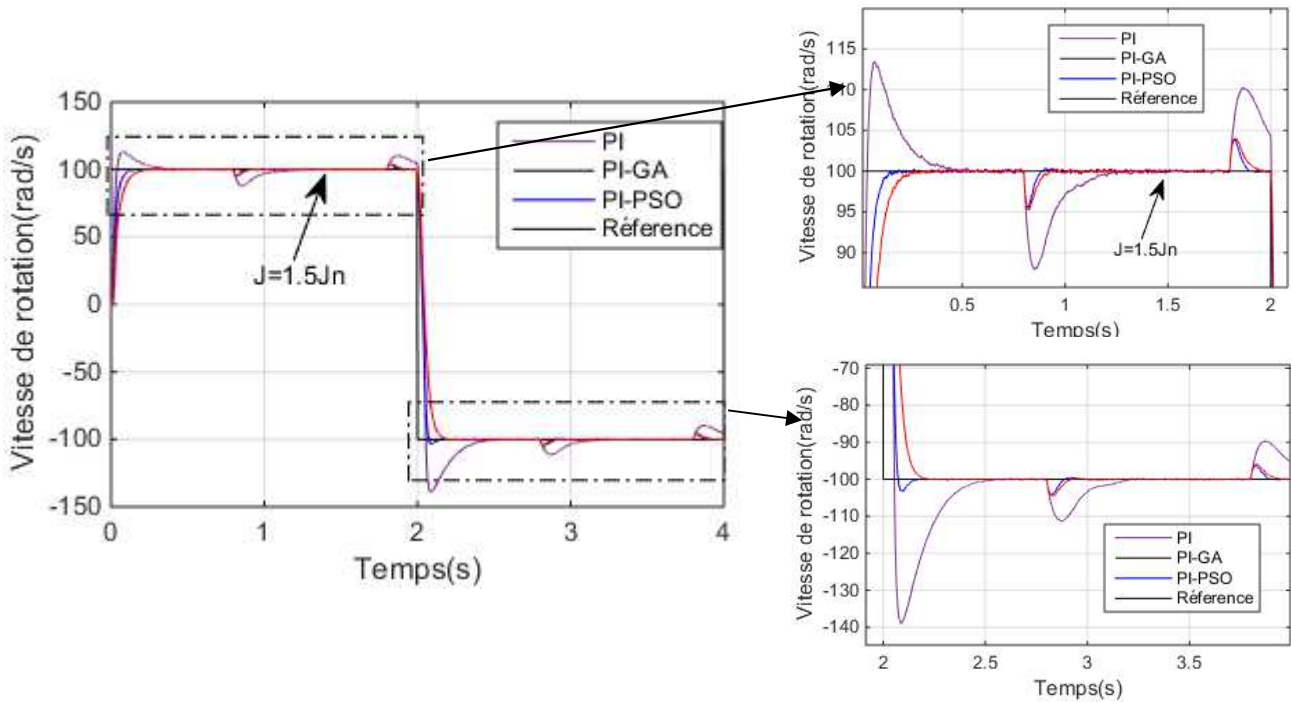 150
100
50
0
-50
-100
-150
0
1
2
3
4
Vitesse de rotation(rad/s)
Temps(s)
PI
PI-GA
PI-PSO
Réference
J=1.5Jn
115
110
105
100
95
90
0.5
1
1.5
2
Vitesse de rotation(rad/s)
Temps(s)
PI
PI-GA
PI-PSO
Réference
J=1.5Jn
-70
-80
-90
-100
-110
-120
-130
-140
2
2.5
3
3.5
Vitesse de rotation(rad/s)
Temps(s)
PI
PI-GA
PI-PSO
Réference